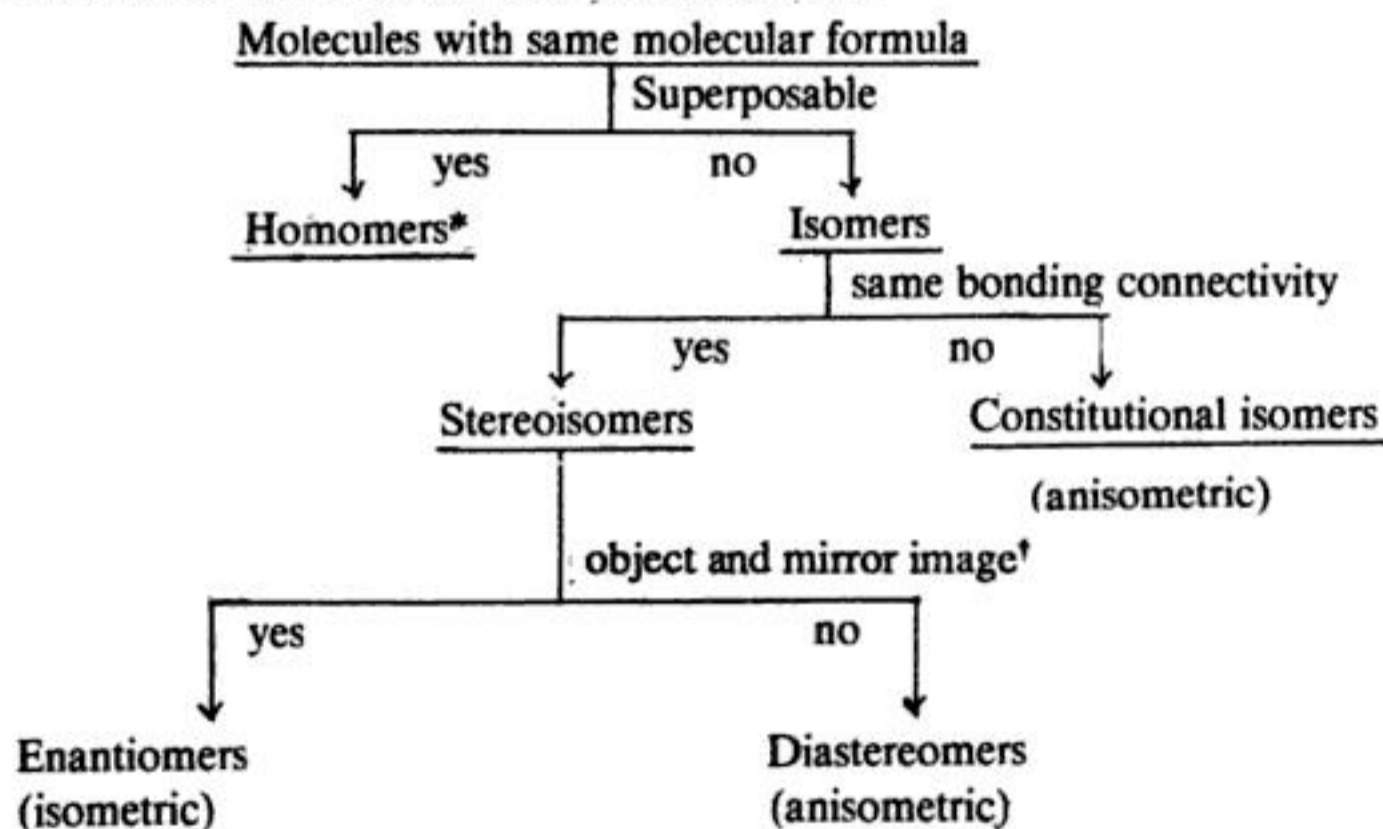 Molecules with same molecular formula
Superposable
yes no
Homomers* Isomers
same bonding connectivity
yes no
Stereoisomers Constitutional isomers
(anisometric)
object and mirror image†
yes no
Enantiomers Diastereomers
(isometric) (anisometric)